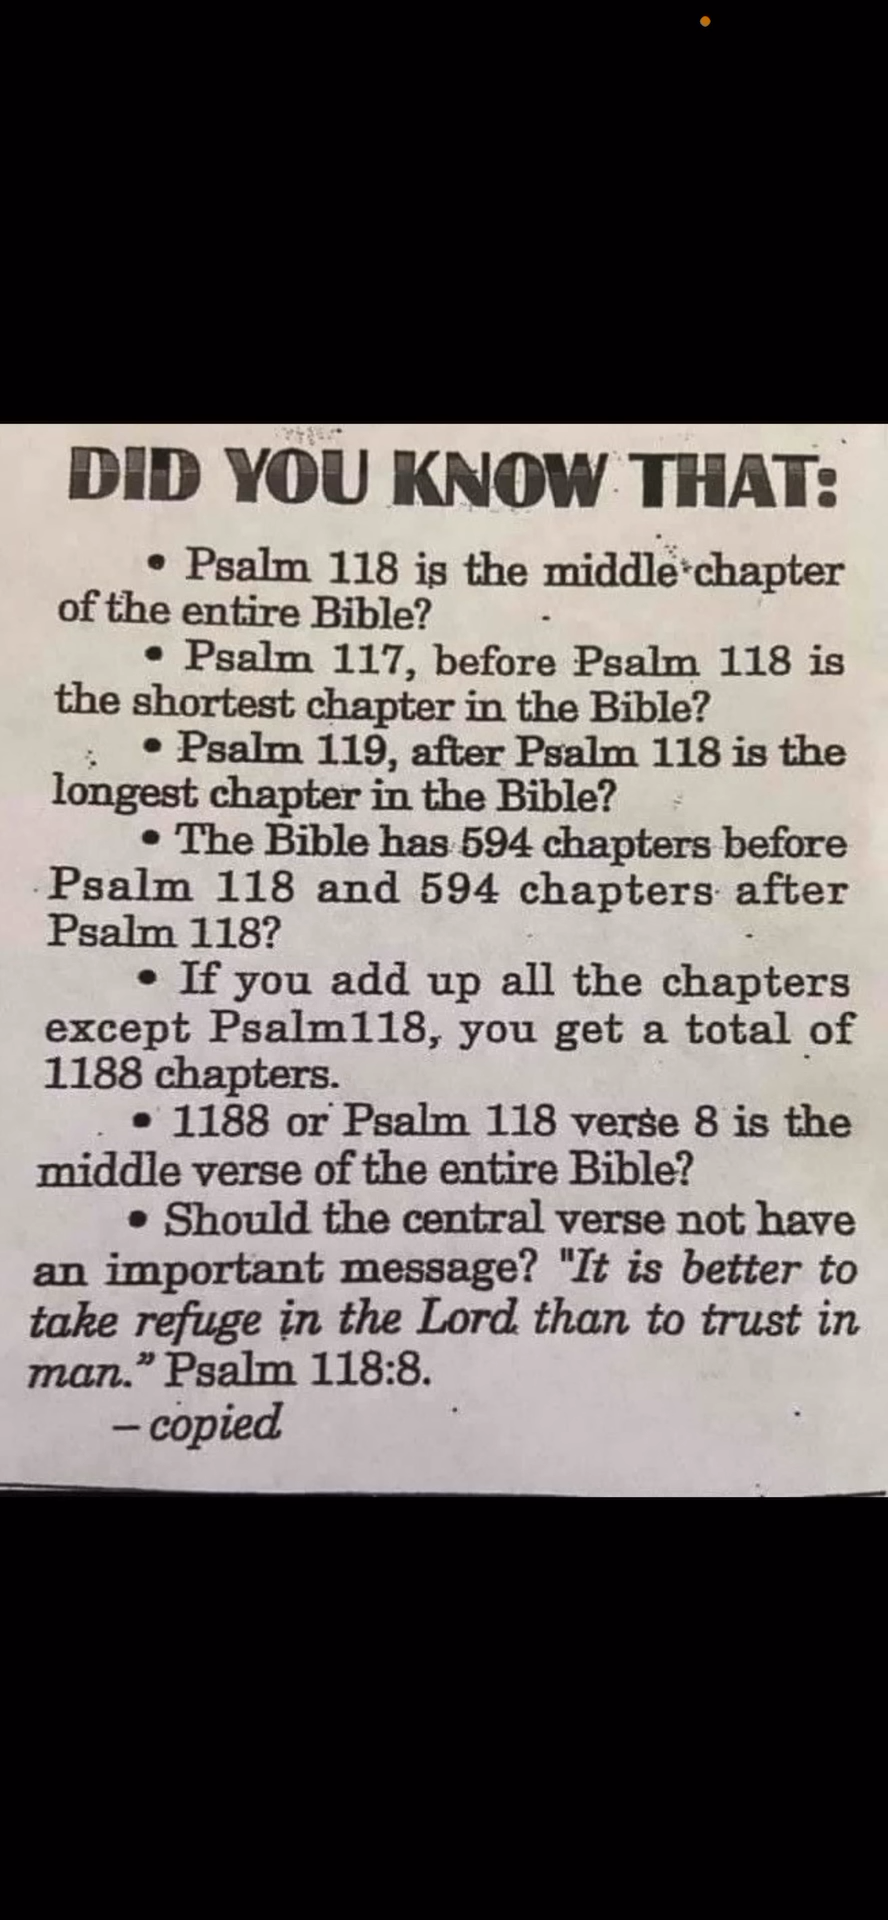 DID YOU KNOW THAT:
• Psalm 118 is the middle chapter
of the entire Bible?
• Psalm 117, before Psalm 118 is
the shortest chapter in the Bible?
• Psalm 119, after Psalm 118 is the
longest chapter in the Bible?
• The Bible has 594 chapters before
Psalm 118 and 594 chapters after
Psalm 118?
• If you add up all the chapters
except Psalm118, you get a total of
1188 chapters.
• 1188 or Psalm 118 verse 8 is the
middle verse of the entire Bible?
• Should the central verse not have
an important message? "It is better to
take refuge in the Lord than to trust in
man.” Psalm 118:8.
– copied